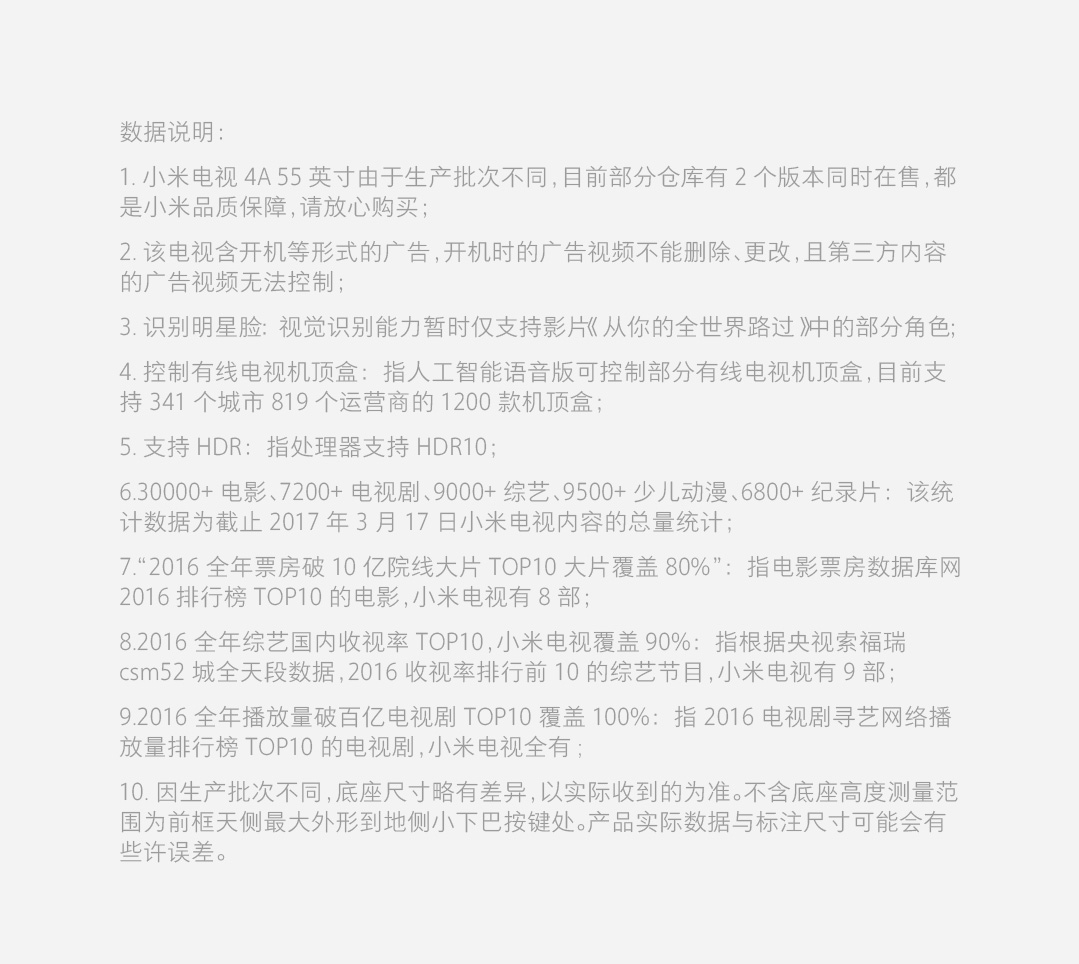 数据说明：
1. 小米电视 4A 55 英寸由于生产批次不同，目前部分仓库有 2 个版本同时在售，都
是小米品质保障，请放心购买；
2. 该电视含开机等形式的广告，开机时的广告视频不能删除、更改，且第三方内容
的广告视频无法控制；
3. 识别明星脸：视觉识别能力暂时仅支持影片《从你的全世界路过》中的部分角色;
4. 控制有线电视机顶盒：指人工智能语音版可控制部分有线电视机顶盒，目前支
持 341 个城市 819 个运营商的 1200 款机顶盒；
5. 支持 HDR：指处理器支持 HDR10；
6.30000+ 电影、7200+ 电视剧、9000+ 综艺、9500+ 少儿动漫、6800+ 纪录片：该统
计数据为截止 2017 年 3 月 17 日小米电视内容的总量统计；
7.“2016 全年票房破 10 亿院线大片 TOP10 大片覆盖 80%”：指电影票房数据库网
2016 排行榜 TOP10 的电影，小米电视有 8 部；
8.2016 全年综艺国内收视率 TOP10，小米电视覆盖 90%：指根据央视索福瑞
csm52 城全天段数据，2016 收视率排行前 10 的综艺节目，小米电视有 9 部；
9.2016 全年播放量破百亿电视剧 TOP10 覆盖 100%：指 2016 电视剧寻艺网络播
放量排行榜 TOP10 的电视剧，小米电视全有；
10. 因生产批次不同，底座尺寸略有差异，以实际收到的为准。不含底座高度测量范
围为前框天侧最大外形到地侧小下巴按键处。产品实际数据与标注尺寸可能会有
些许误差。